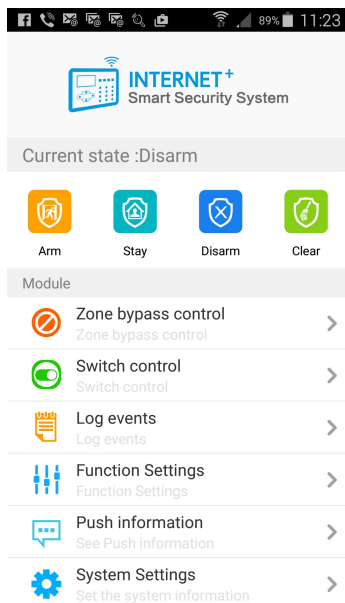 89% 11:23
INTERNET+
Smart Security System
Current state :Disarm
Arm Stay Disarm Clear
Module
Zone bypass control
Zone bypass control
Switch control
Switch control
Log events
Log events
Function Settings
Function Settings
Push information
See Push information
System Settings
Set the system information